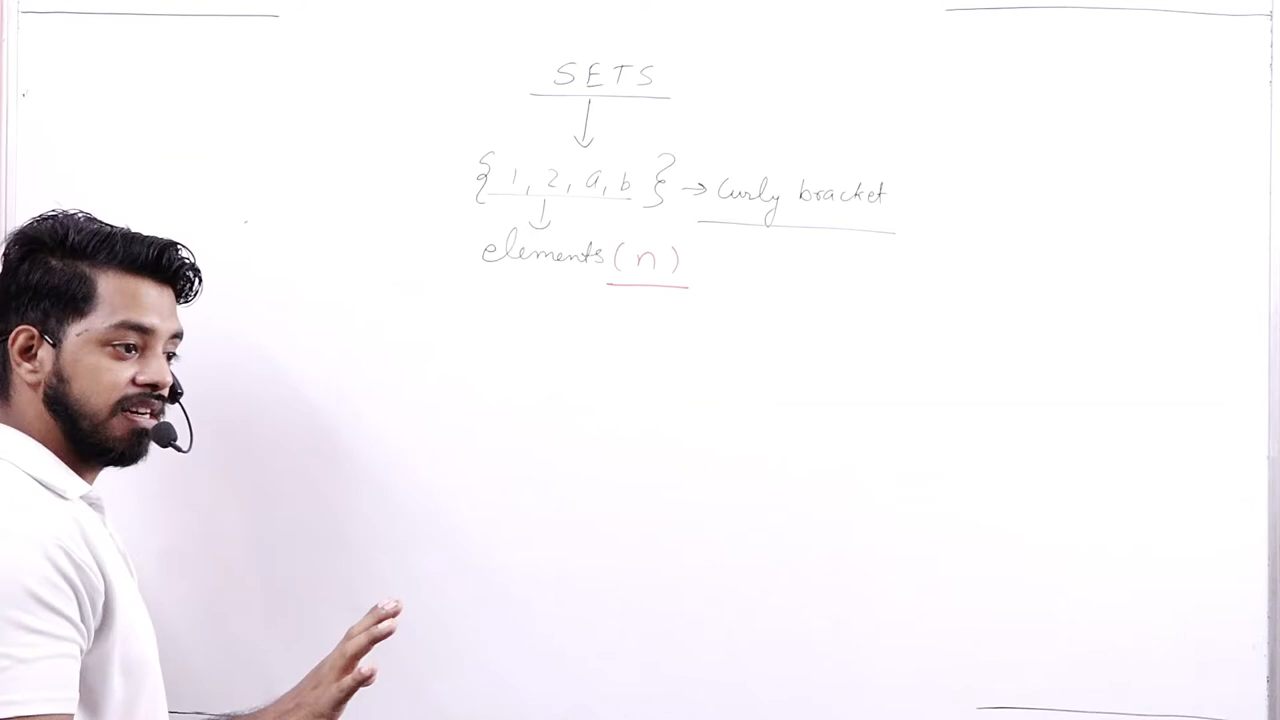 SETS
{ 1, 2, a, b } → Curly bracket
elements (n)